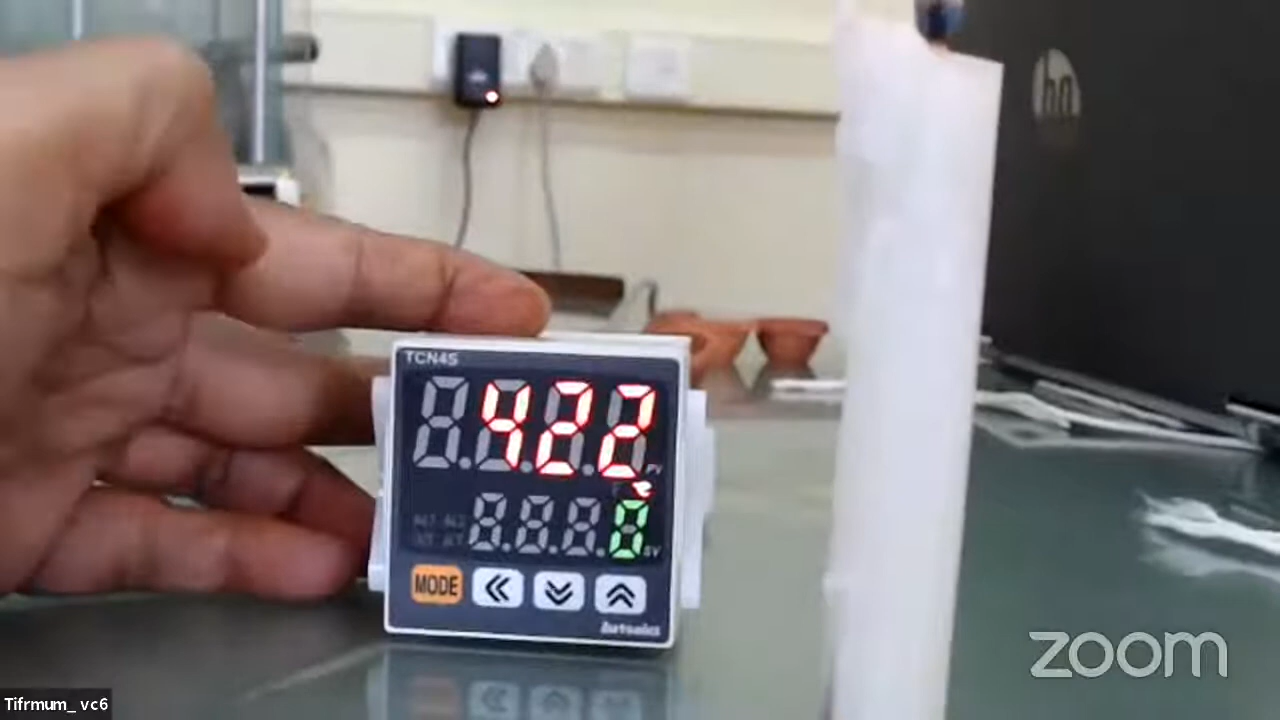 hp
TCN4S
422
PV
°C
0
SV
MODE
Autonics
zoom
Tifrmum_ vc6